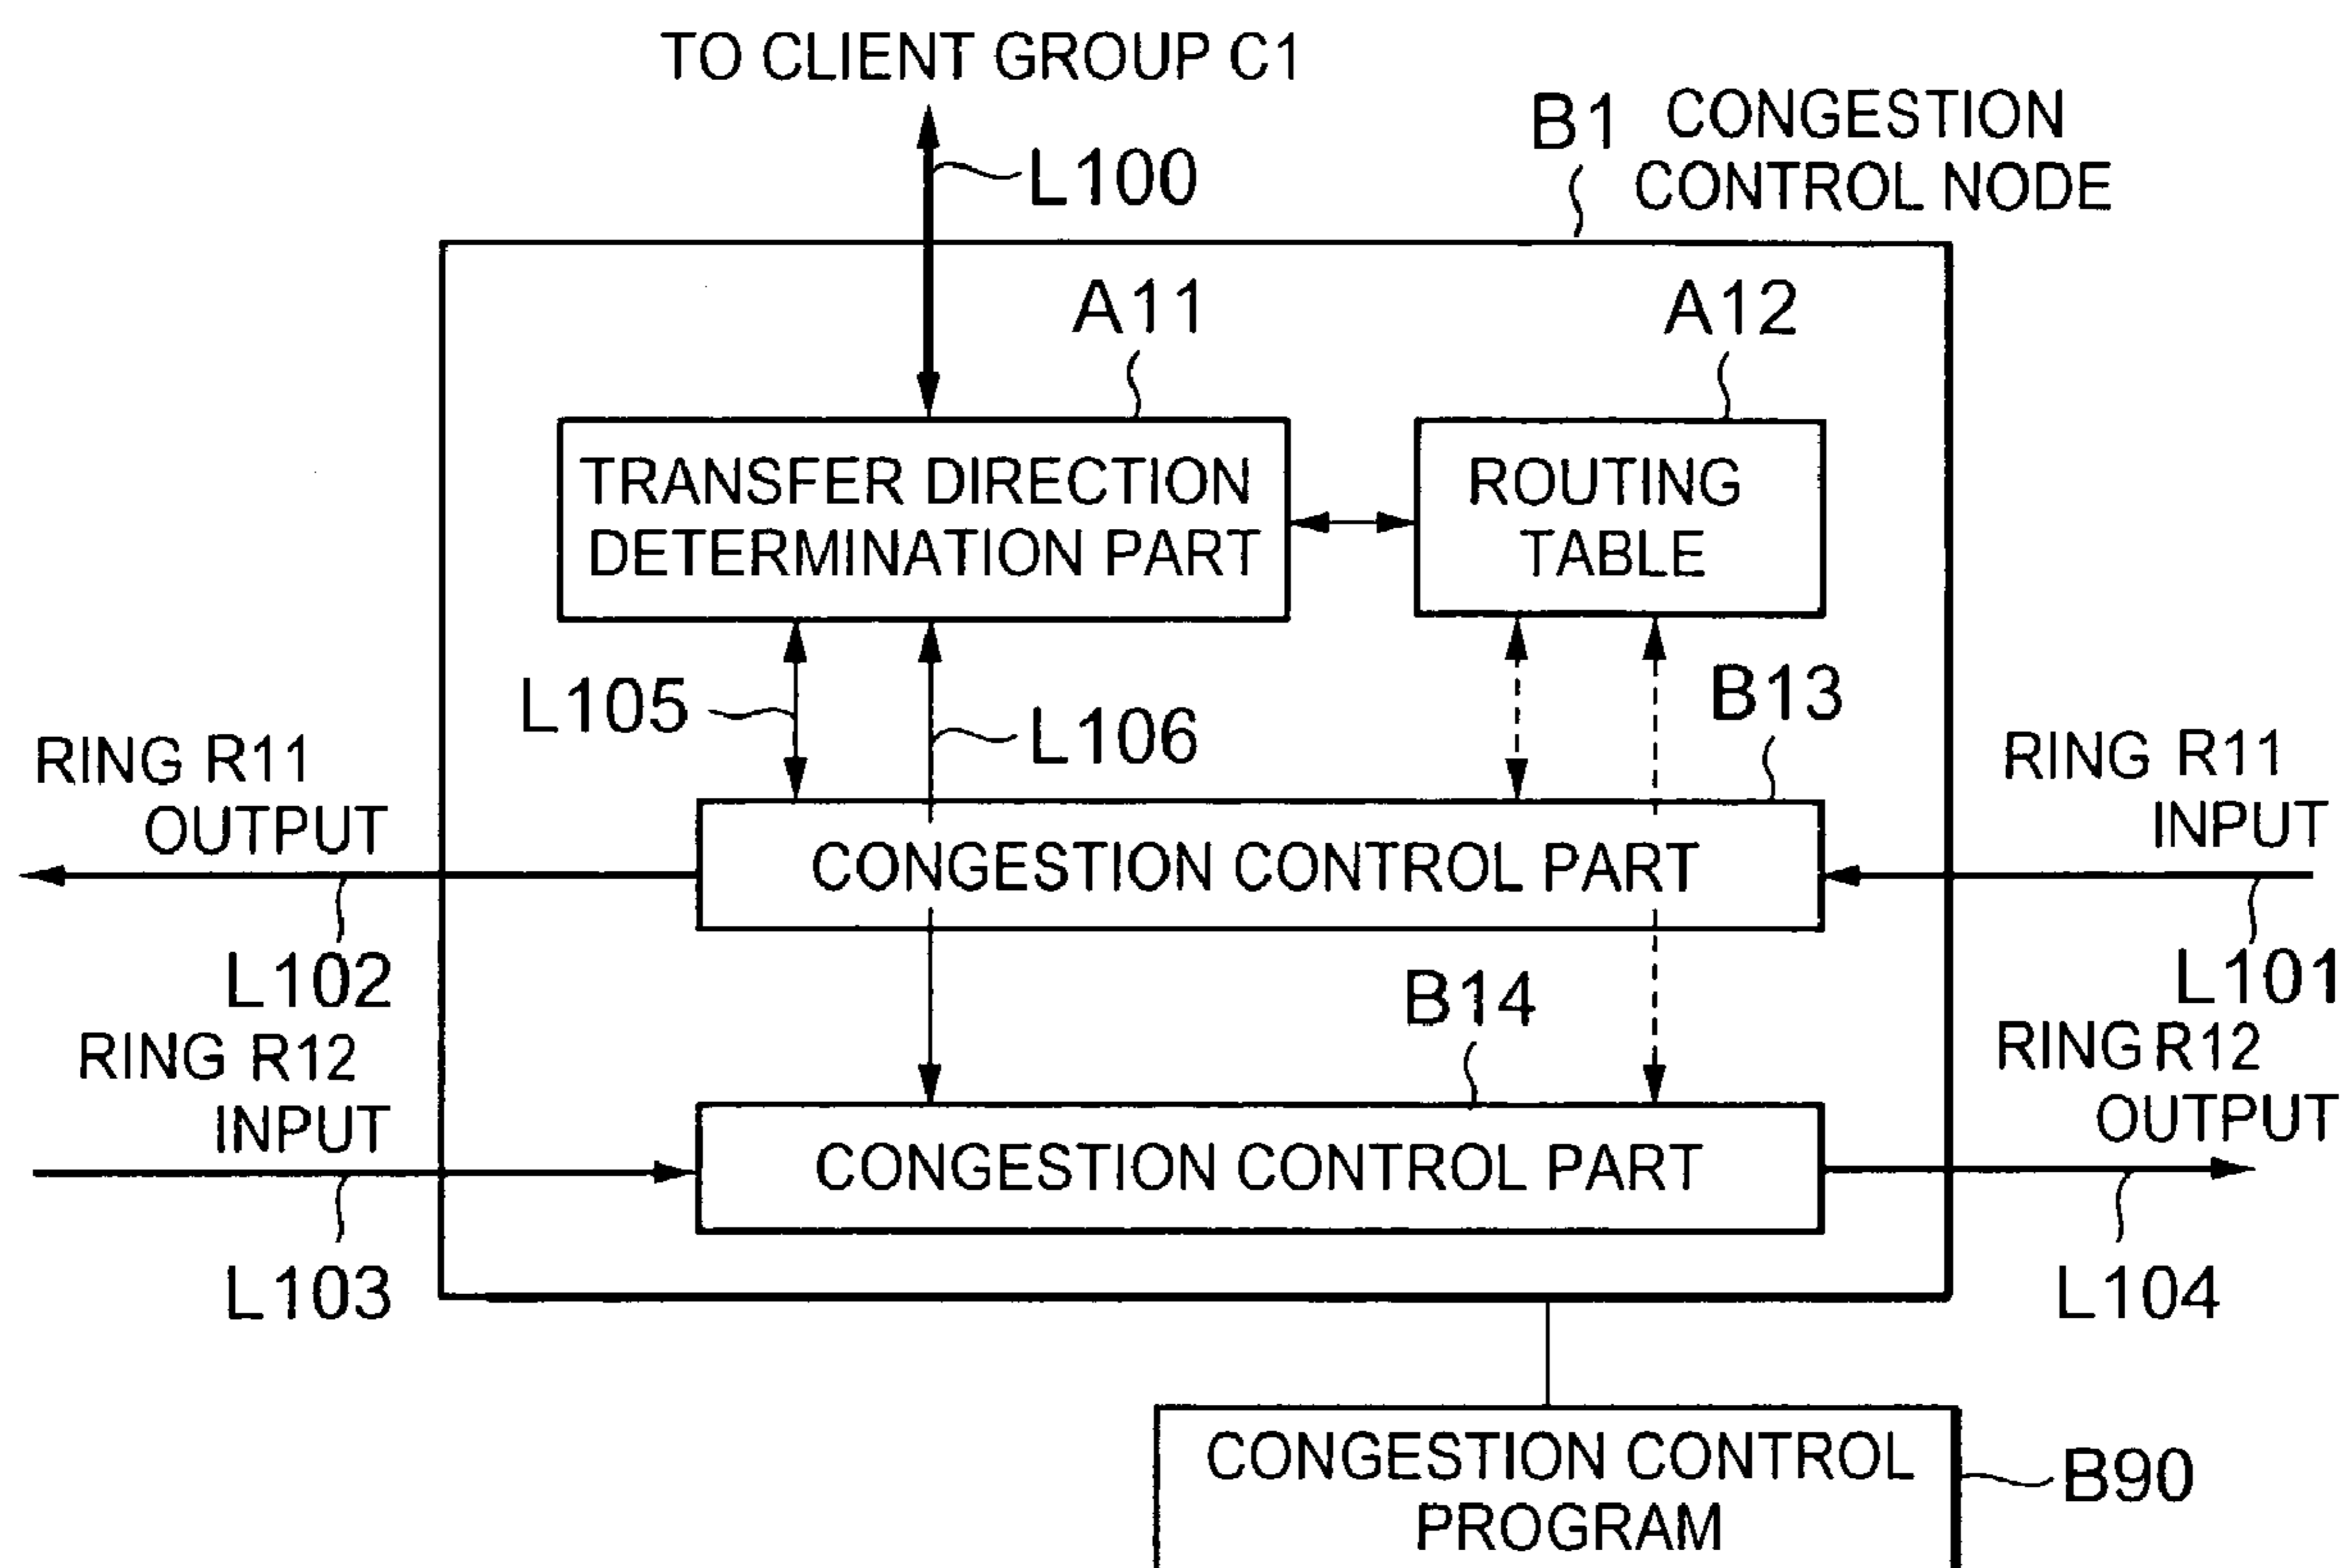 TO CLIENT GROUP C1
B1 CONGESTION
CONTROL NODE
L100
A11
A12
TRANSFER DIRECTION
DETERMINATION PART
ROUTING
TABLE
L105
L106
B13
RING R11
OUTPUT
RING R11
INPUT
CONGESTION CONTROL PART
L102
L101
B14
RING R12
INPUT
RING R12
OUTPUT
CONGESTION CONTROL PART
L103
L104
CONGESTION CONTROL
PROGRAM
B90